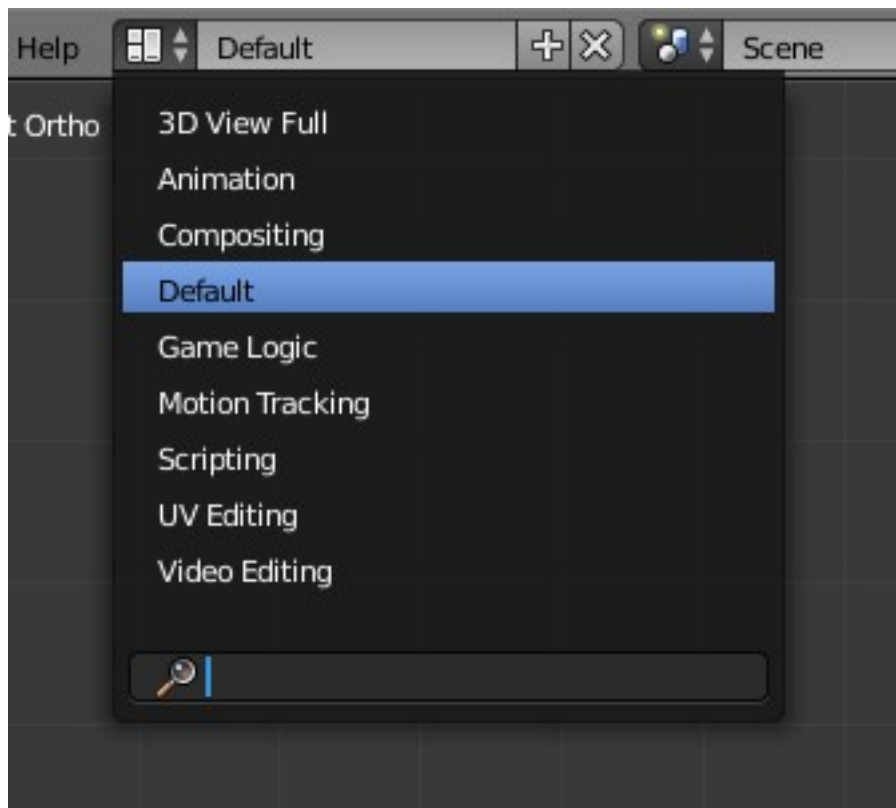 Help Default Scene
t Ortho
3D View Full
Animation
Compositing
Default
Game Logic
Motion Tracking
Scripting
UV Editing
Video Editing